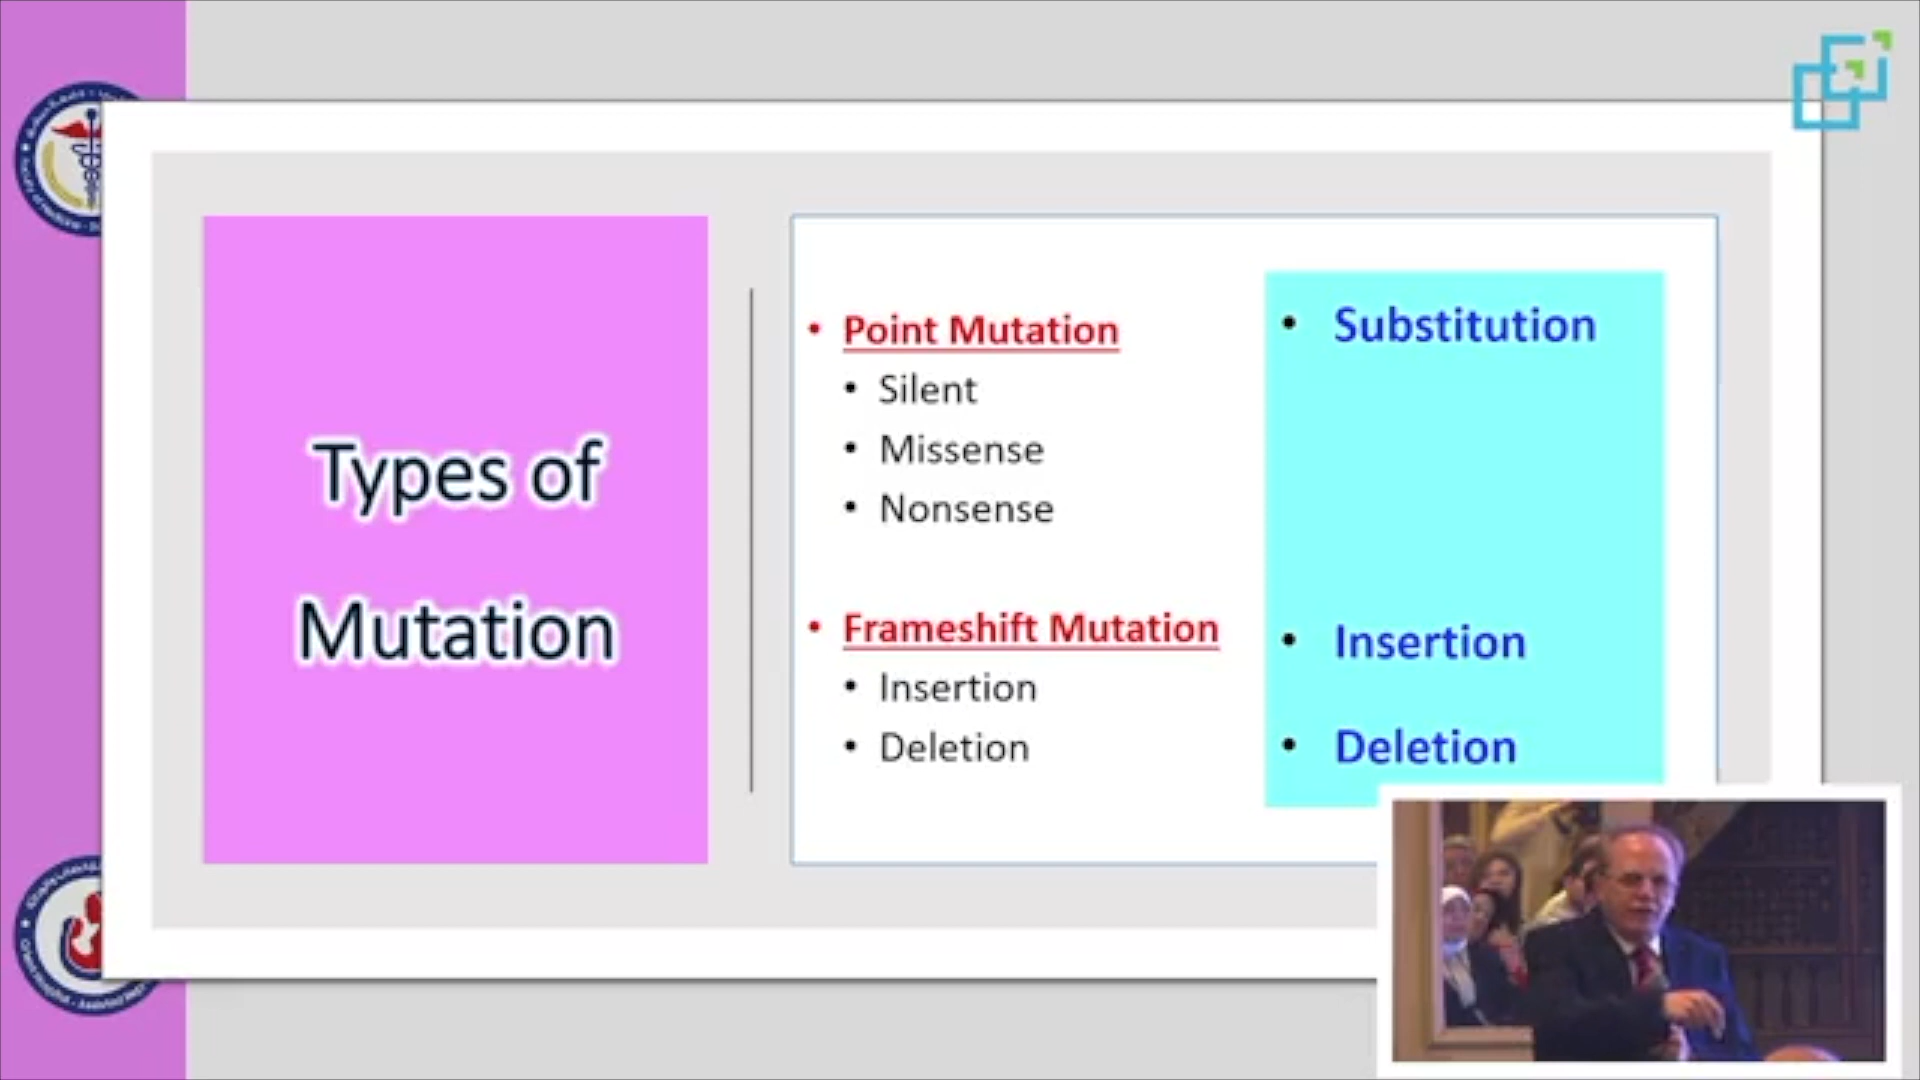 Types of
Mutation
• Point Mutation
• Silent
• Missense
• Nonsense
• Frameshift Mutation
• Insertion
• Deletion
• Substitution
• Insertion
• Deletion